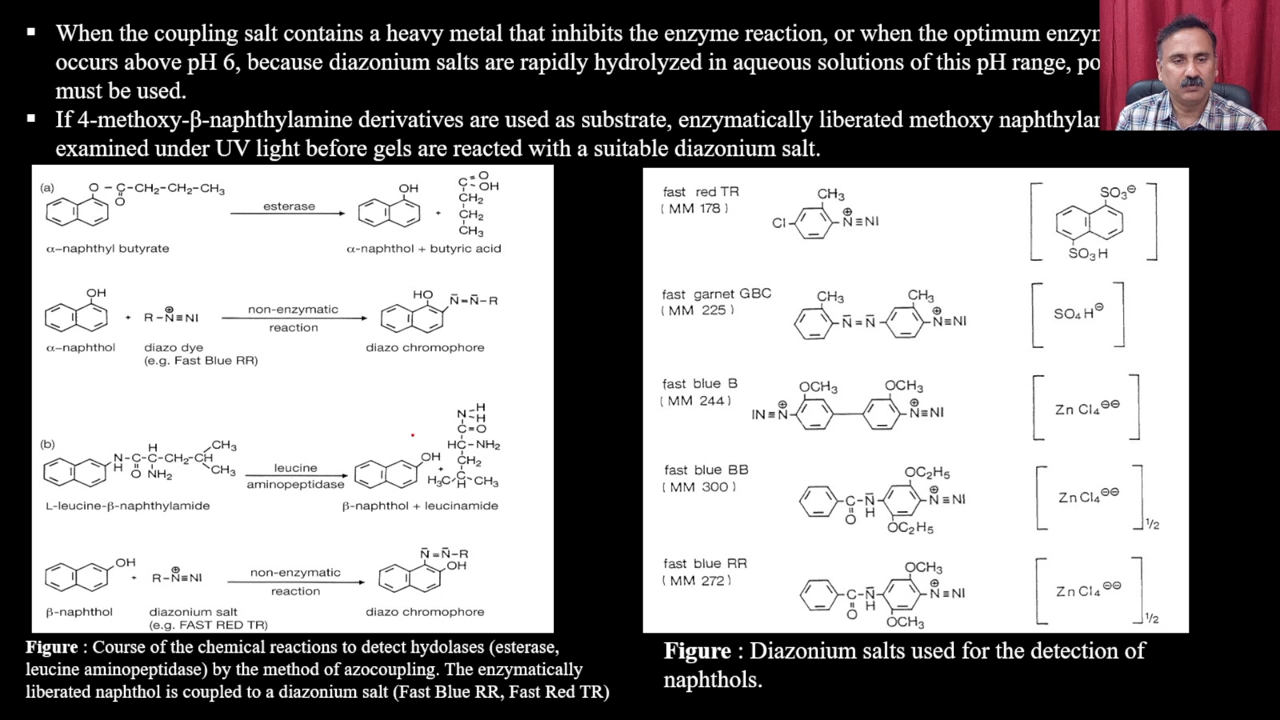 ▪ When the coupling salt contains a heavy metal that inhibits the enzyme reaction, or when the optimum
occurs above pH 6, because diazonium salts are rapidly hydrolyzed in aqueous solutions of this pH range,
must be used.
▪ If 4-methoxy-β-naphthylamine derivatives are used as substrate, enzymatically liberated methoxy
examined under UV light before gels are reacted with a suitable diazonium salt.
(a)
O–C–CH₂–CH₂–CH₃
O
esterase
OH
+
C=O
OH
CH₂
CH₂
CH₃
α–naphthyl butyrate
α-naphthol + butyric acid
OH
+ R–N≡NI
⊕
non-enzymatic
reaction
HO
N=N–R
α–naphthol
diazo dye
(e.g. Fast Blue RR)
diazo chromophore
(b)
N–C–C–CH₂–CH
H
O
H
NH₂
CH₃
CH₃
leucine
aminopeptidase
OH
+
N–H
H
C=O
HC–NH₂
CH₂
H₃C–C–CH₃
H
L-leucine-β-naphthylamide
β-naphthol + leucinamide
OH
+ R–N≡NI
⊕
non-enzymatic
reaction
N=N–R
OH
β-naphthol
diazonium salt
(e.g. FAST RED TR)
diazo chromophore
Figure : Course of the chemical reactions to detect hydolases (esterase,
leucine aminopeptidase) by the method of azocoupling. The enzymatically
liberated naphthol is coupled to a diazonium salt (Fast Blue RR, Fast Red TR)
fast red TR
(MM 178)
CH₃
Cl
⊕
N≡NI
SO₃⊖
SO₃H
fast garnet GBC
(MM 225)
CH₃
CH₃
N=N
⊕
N≡NI
SO₄H⊖
fast blue B
(MM 244)
OCH₃
OCH₃
IN≡N
⊕
⊕
N≡NI
Zn Cl₄⊖⊖
fast blue BB
(MM 300)
OC₂H₅
C–N
O
H
⊕
N≡NI
OC₂H₅
Zn Cl₄⊖⊖
1/2
fast blue RR
(MM 272)
OCH₃
C–N
O
H
⊕
N≡NI
OCH₃
Zn Cl₄⊖⊖
1/2
Figure : Diazonium salts used for the detection of
naphthols.